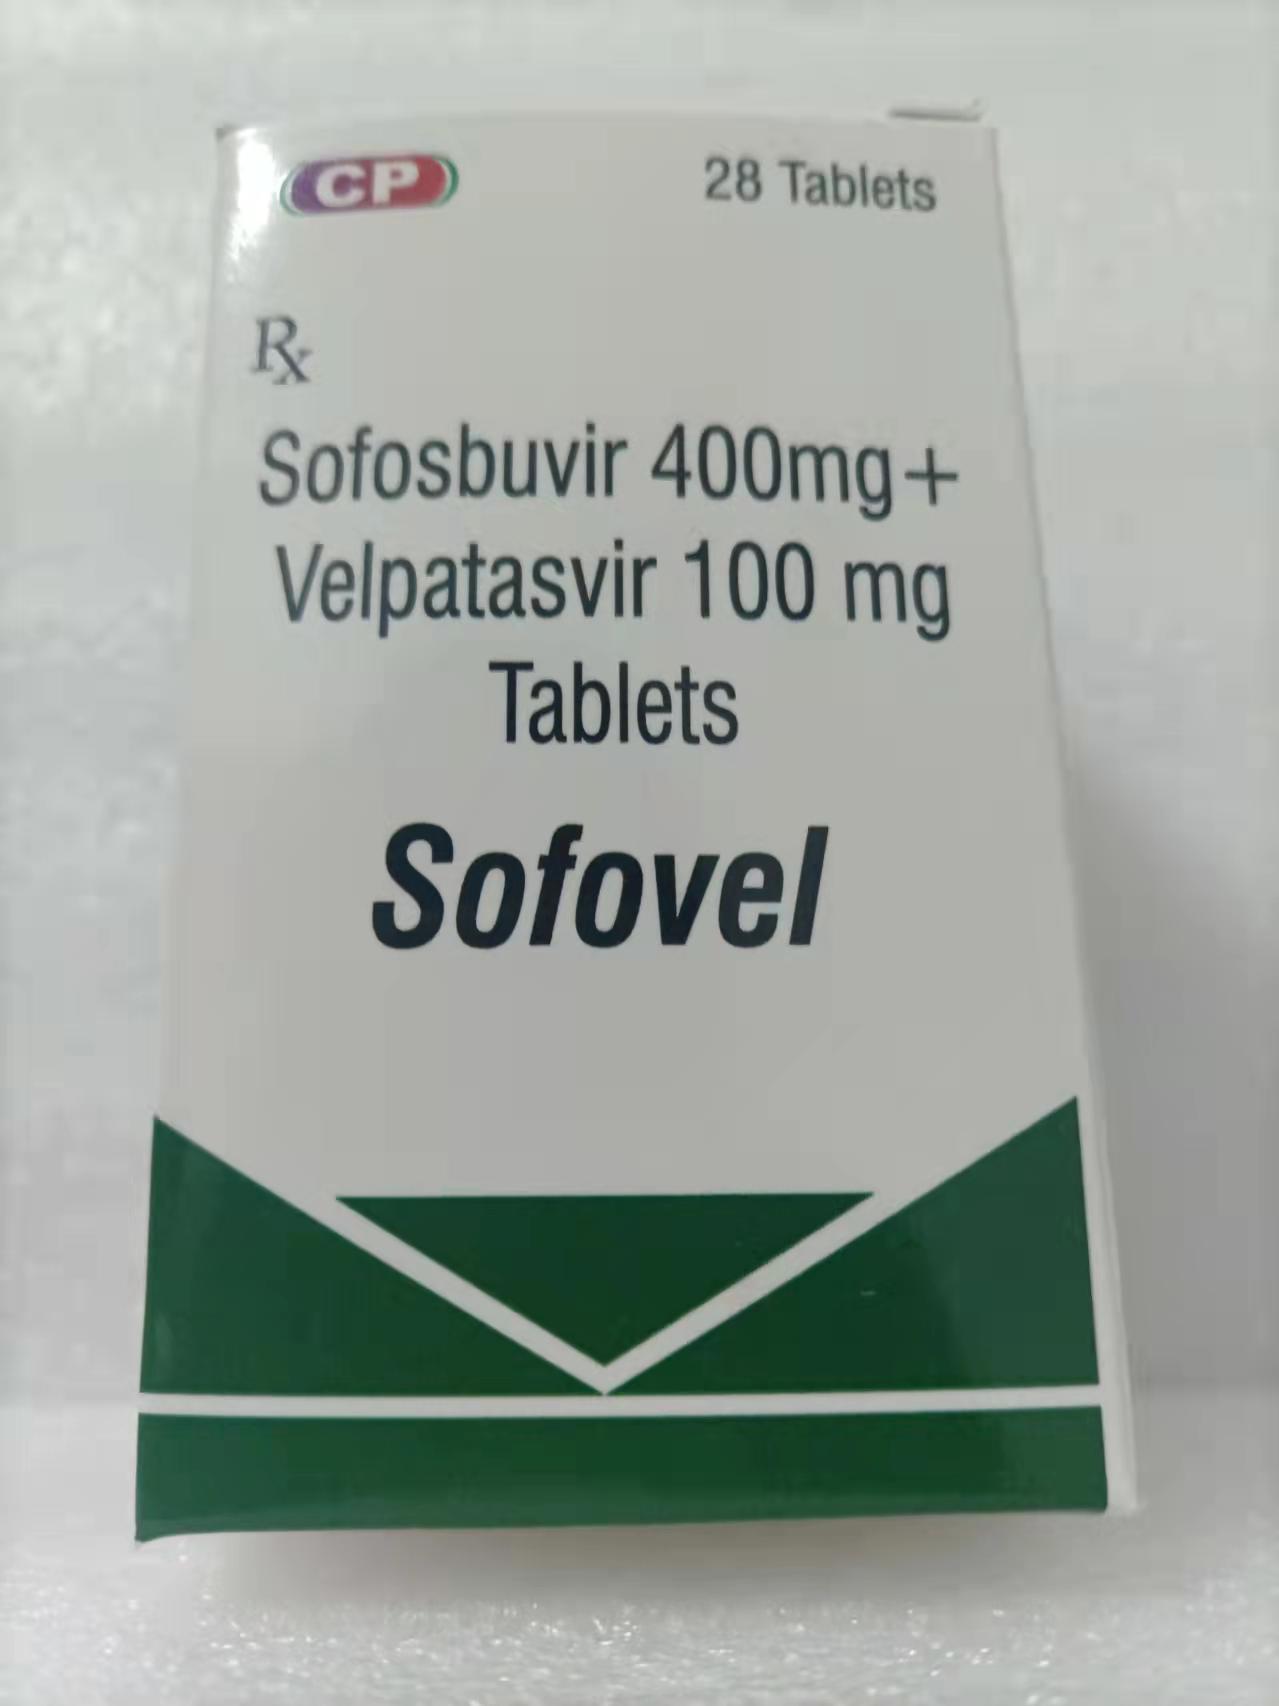 CP
28 Tablets
Rx
Sofosbuvir 400mg+
Velpatasvir 100 mg
Tablets
Sofovel